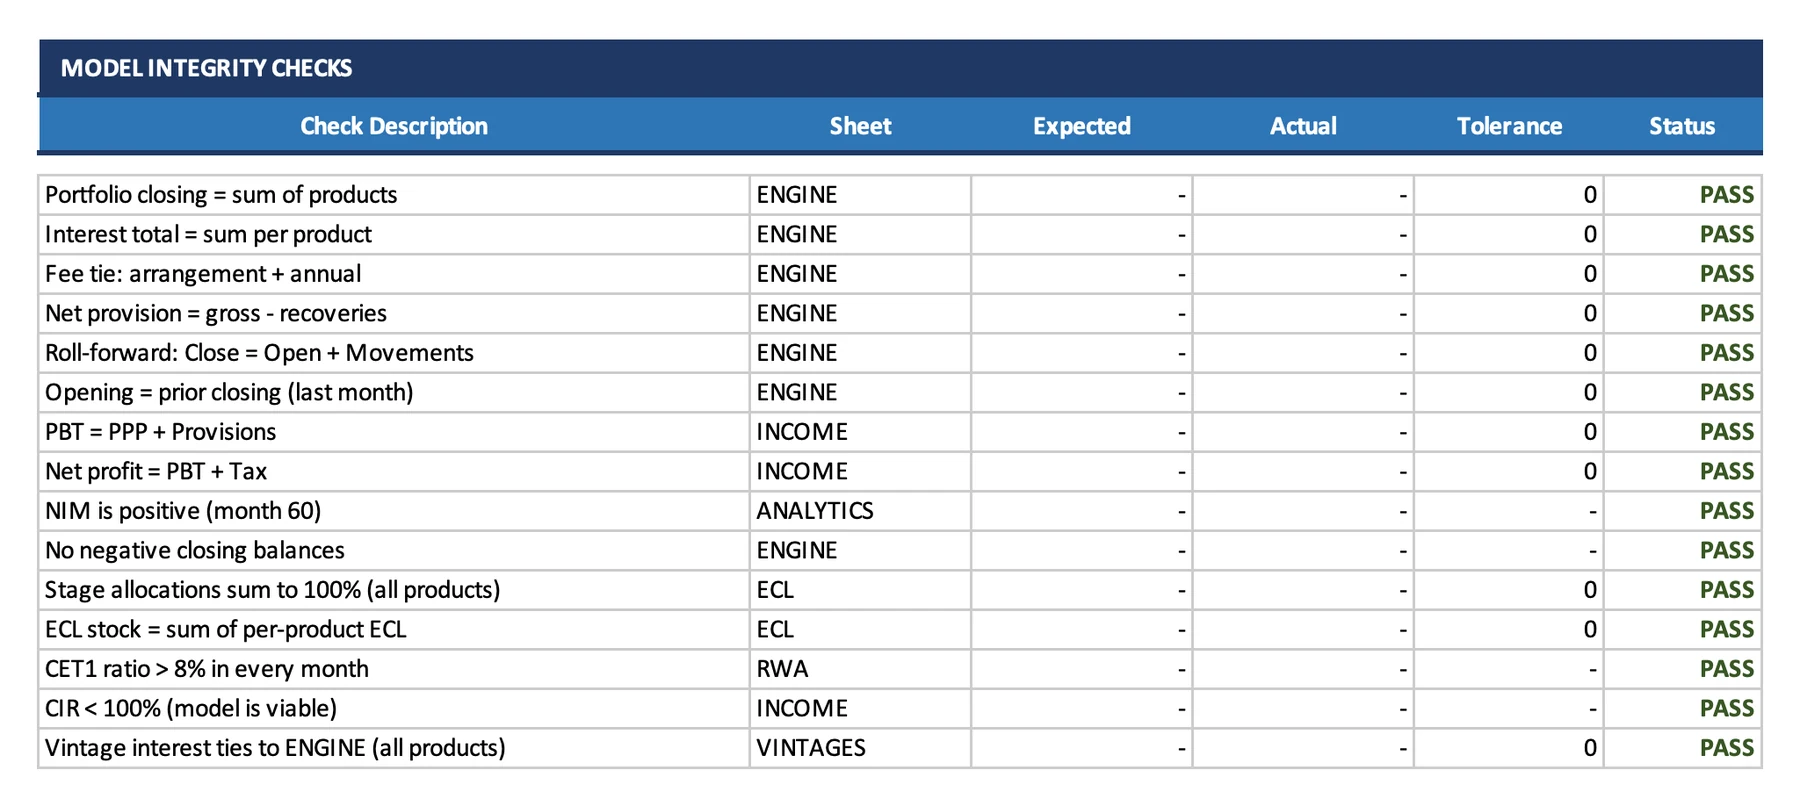 MODEL INTEGRITY CHECKS
Check Description Sheet Expected Actual Tolerance Status
Portfolio closing = sum of products ENGINE - - 0 PASS
Interest total = sum per product ENGINE - - 0 PASS
Fee tie: arrangement + annual ENGINE - - 0 PASS
Net provision = gross - recoveries ENGINE - - 0 PASS
Roll-forward: Close = Open + Movements ENGINE - - 0 PASS
Opening = prior closing (last month) ENGINE - - 0 PASS
PBT = PPP + Provisions INCOME - - 0 PASS
Net profit = PBT + Tax INCOME - - 0 PASS
NIM is positive (month 60) ANALYTICS - - - PASS
No negative closing balances ENGINE - - - PASS
Stage allocations sum to 100% (all products) ECL - - 0 PASS
ECL stock = sum of per-product ECL ECL - - 0 PASS
CET1 ratio > 8% in every month RWA - - - PASS
CIR < 100% (model is viable) INCOME - - - PASS
Vintage interest ties to ENGINE (all products) VINTAGES - - 0 PASS